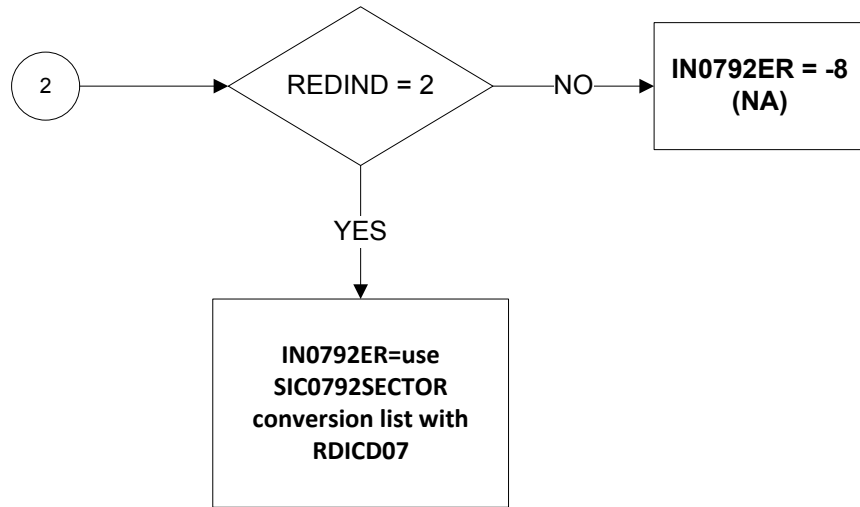 2
REDIND = 2
NO
IN0792ER = -8
(NA)
YES
IN0792ER=use
SIC0792SECTOR
conversion list with
RDICD07